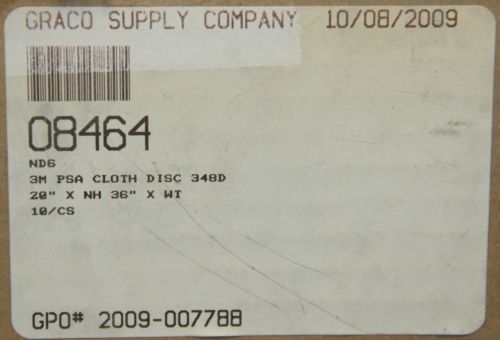 GRACO SUPPLY COMPANY 10/08/2009
08464
ND6
3M PSA CLOTH DISC 348D
20" X NH 36" X WT
10/CS
GPO# 2009-007788